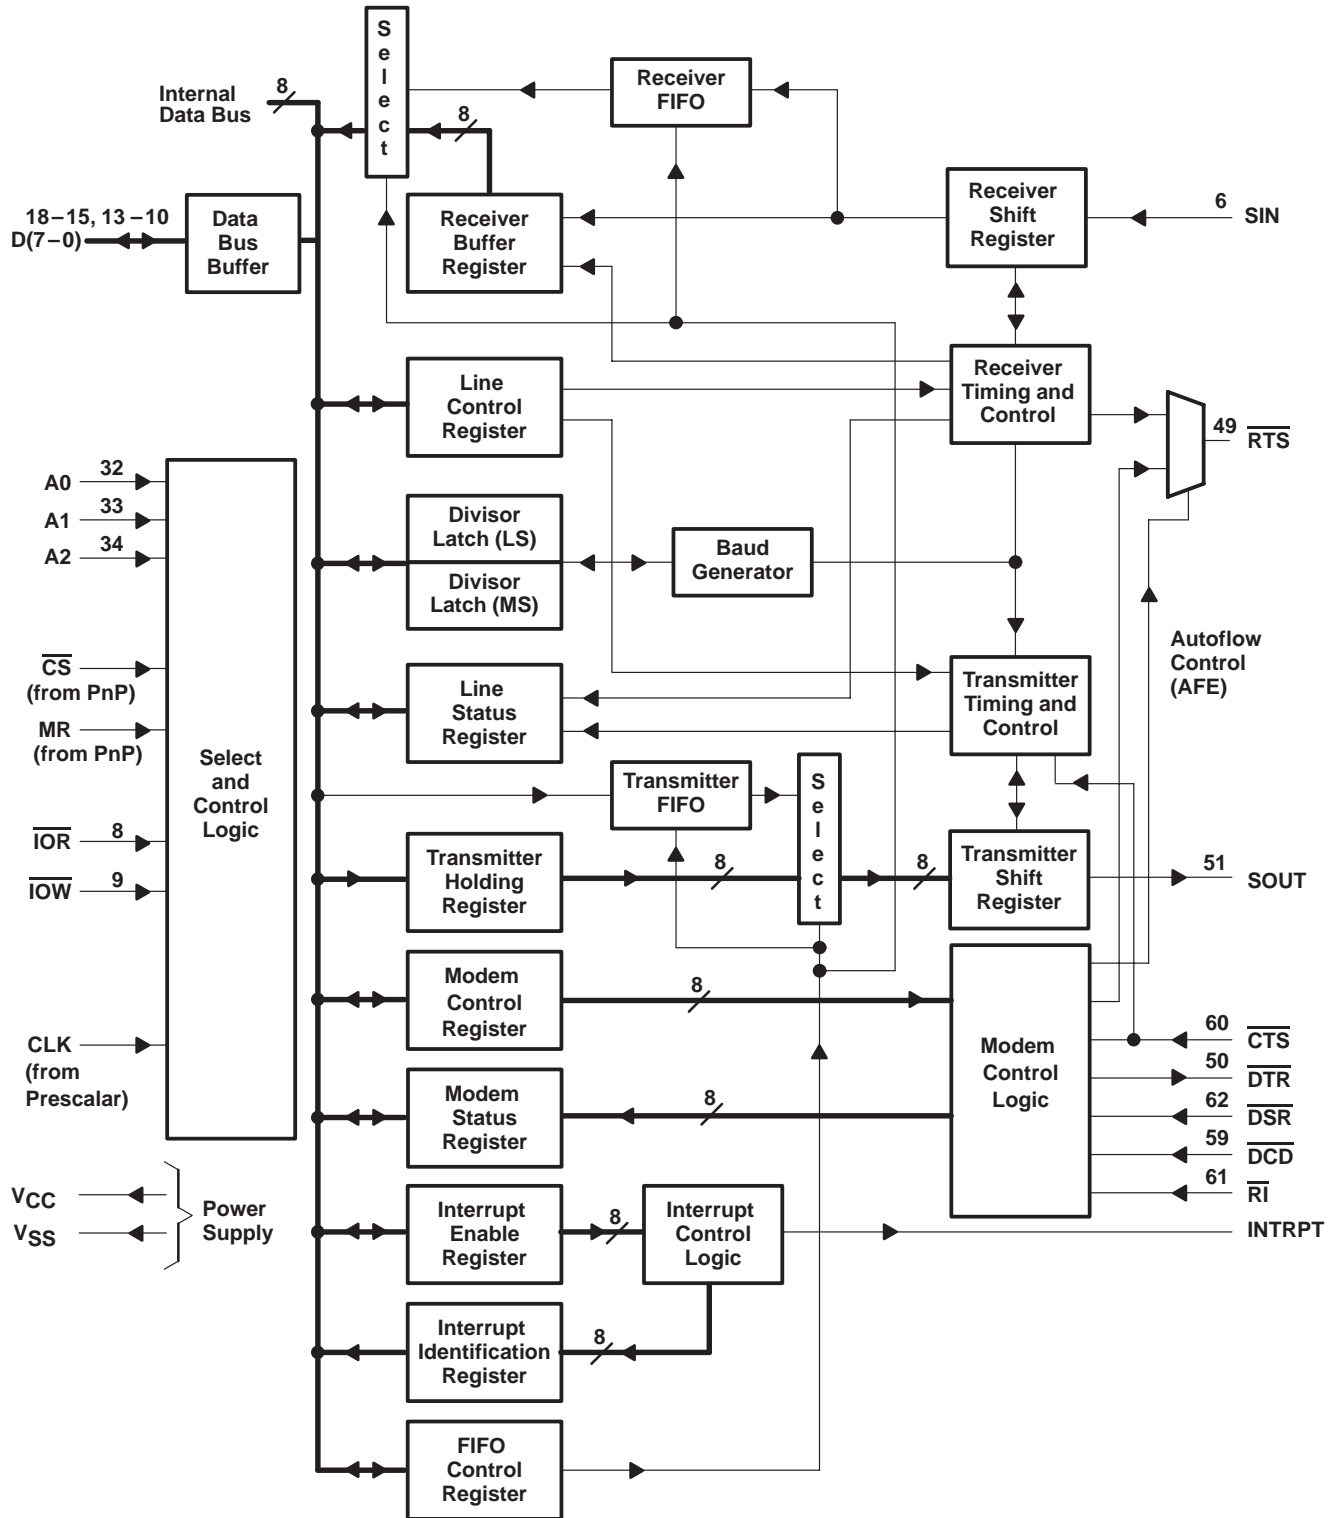 S
e
l
e
c
t
8
Internal
Data Bus
8
Receiver
FIFO
18–15, 13–10
D(7–0)
Data
Bus
Buffer
Receiver
Buffer
Register
Receiver
Shift
Register
6
SIN
Line
Control
Register
Receiver
Timing and
Control
49
RTS
A0
32
A1
33
A2
34
Divisor
Latch (LS)
Divisor
Latch (MS)
Baud
Generator
CS
(from PnP)
MR
(from PnP)
Select
and
Control
Logic
Line
Status
Register
Transmitter
Timing and
Control
Autoflow
Control
(AFE)
Transmitter
FIFO
S
e
l
e
c
t
IOR
8
IOW
9
Transmitter
Holding
Register
8
8
Transmitter
Shift
Register
51
SOUT
Modem
Control
Register
8
Modem
Control
Logic
CLK
(from
Prescalar)
60
CTS
50
DTR
62
DSR
59
DCD
61
RI
Modem
Status
Register
8
VCC
VSS
Power
Supply
Interrupt
Enable
Register
8
Interrupt
Control
Logic
INTRPT
Interrupt
Identification
Register
8
FIFO
Control
Register